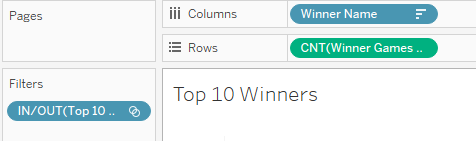 Pages
Columns
Winner Name
Rows
CNT(Winner Games ..
Filters
IN/OUT(Top 10 ..
Top 10 Winners